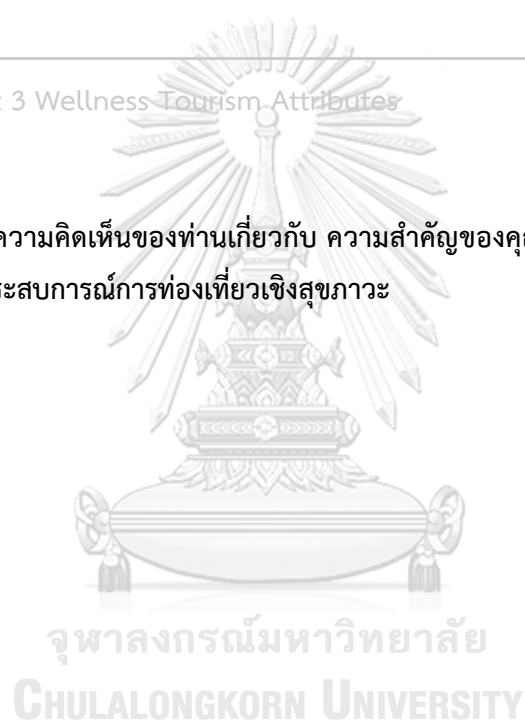 3 Wellness Tourism Attributes
ความคิดเห็นของท่านเกี่ยวกับ ความสำคัญของคุณ
ระสบการณ์การท่องเที่ยวเชิงสุขภาวะ
จุฬาลงกรณ์มหาวิทยาลัย
CHULALONGKORN UNIVERSITY